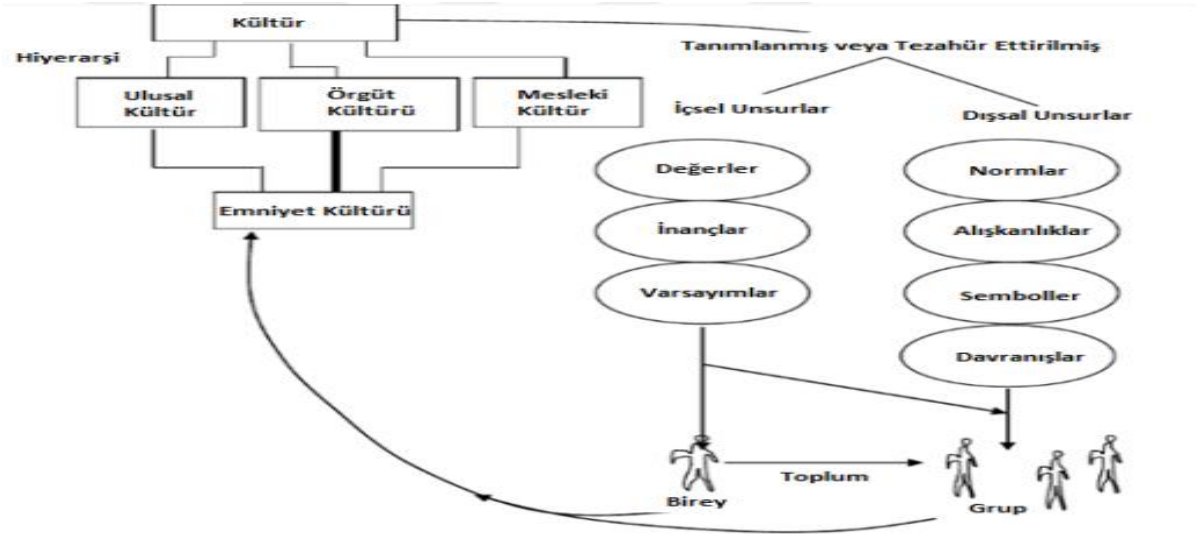 Kültür
Hiyerarşi
Tanımlanmış veya Tezahür Ettirilmiş
Ulusal
Kültür
Örgüt
Kültürü
Mesleki
Kültür
İçsel Unsurlar
Dışsal Unsurlar
Emniyet Kültürü
Değerler
İnançlar
Varsayımlar
Normlar
Alışkanlıklar
Semboller
Davranışlar
Birey
Toplum
Grup